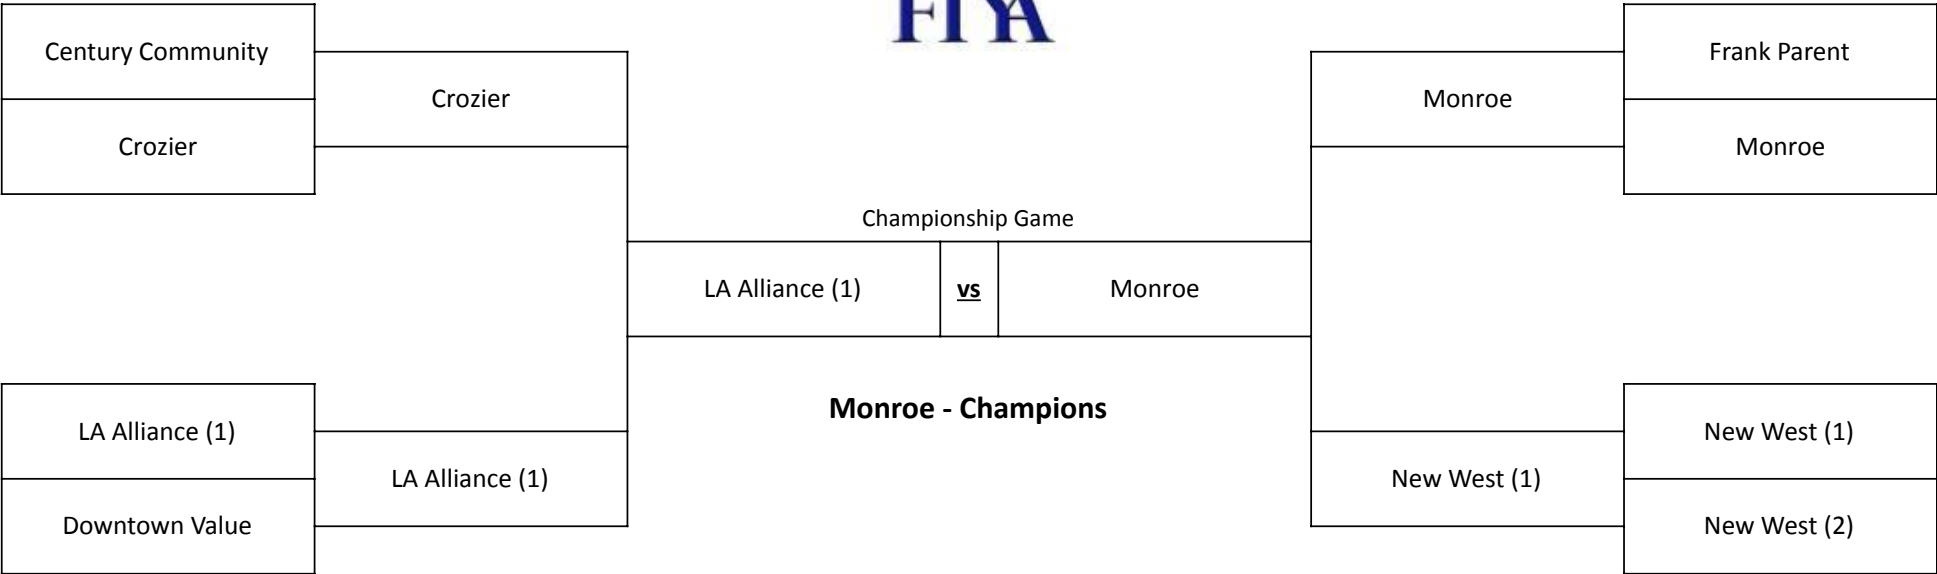 FIYA
Century Community
Frank Parent
Crozier
Monroe
Crozier
Monroe
Championship Game
LA Alliance (1)
vs
Monroe
Monroe - Champions
LA Alliance (1)
New West (1)
LA Alliance (1)
New West (1)
Downtown Value
New West (2)